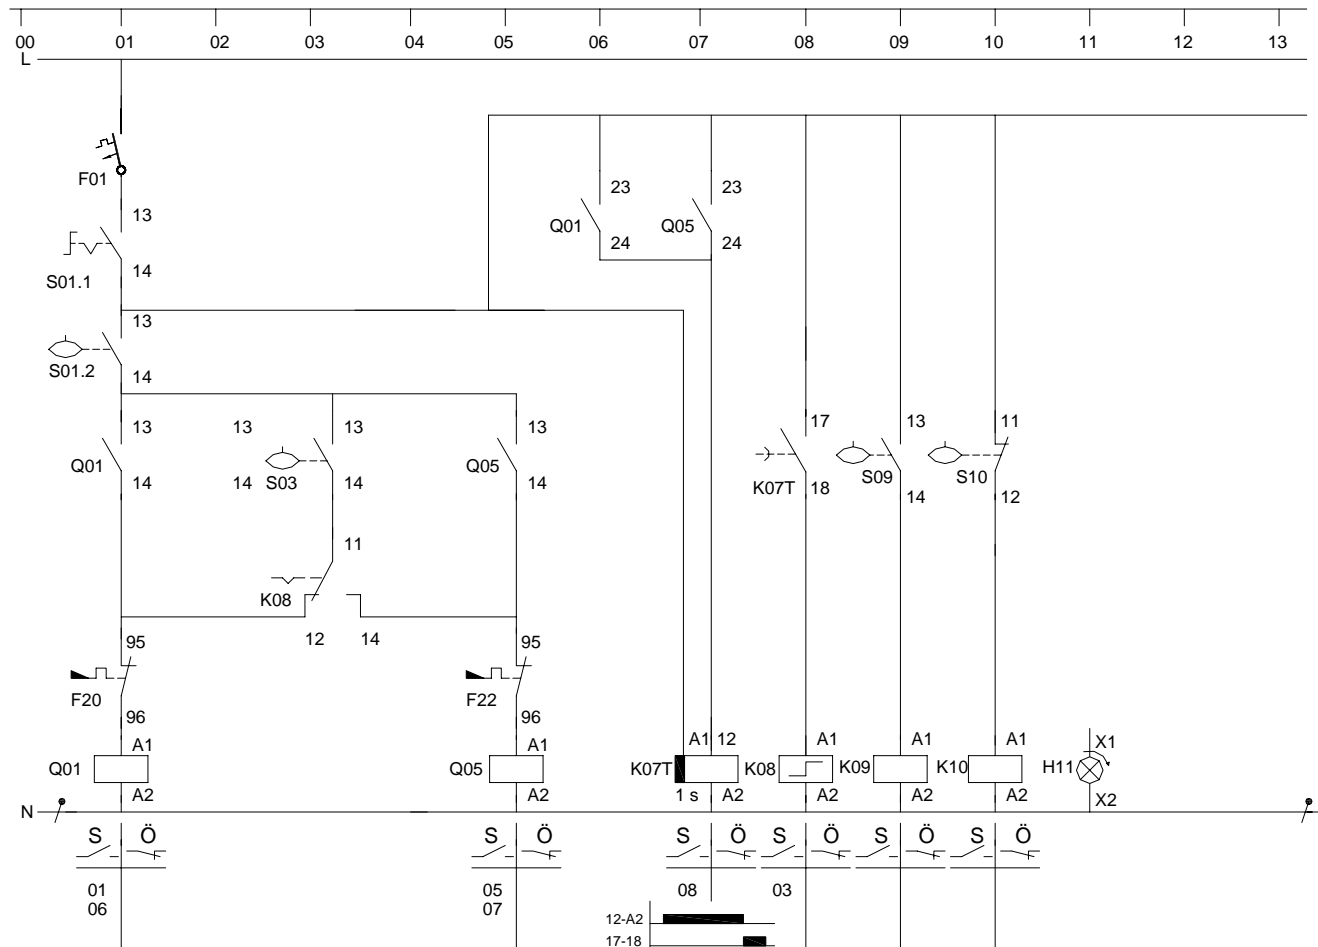 00 01 02 03 04 05 06 07 08 09 10 11 12 13
L
F01
13
S01.1
14
23 23
Q01 Q05
24 24
13
S01.2
14
13 13 13 13 17 13 11
Q01 S03 Q05 K07T S09 S10
14 14 14 14 18 14 12
11
K08
12 14
95 95
F20 F22
96 96
A1 A1 A1 12 A1 A1 A1 X1
Q01 Q05 K07T K08 K09 K10 H11
A2 A2 1 s A2 A2 A2 A2 X2
N
S Ö S Ö S Ö S Ö S Ö S Ö
01 05 08 03
06 07
12-A2
17-18